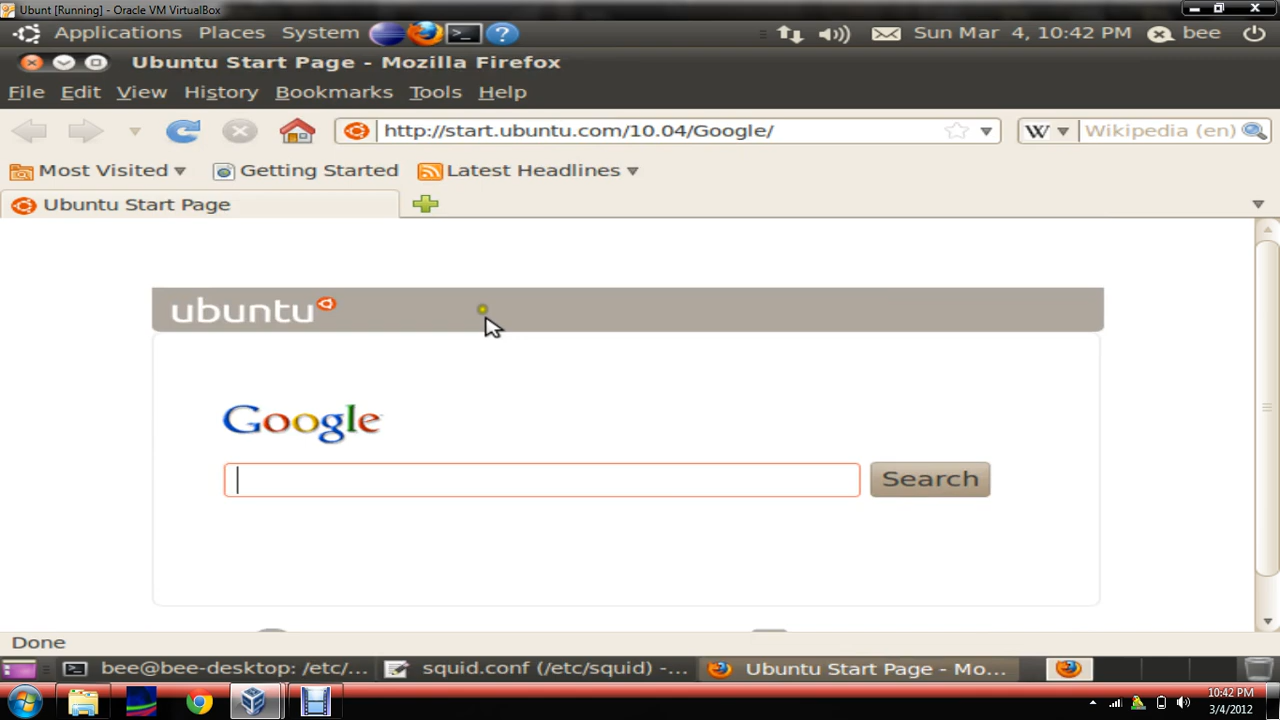 Ubunt [Running] - Oracle VM VirtualBox
Applications Places System ? Sun Mar 4, 10:42 PM bee
Ubuntu Start Page - Mozilla Firefox
File Edit View History Bookmarks Tools Help
http://start.ubuntu.com/10.04/Google/ W Wikipedia (en)
Most Visited Getting Started Latest Headlines
Ubuntu Start Page
ubuntu
Google
Search
Done
bee@bee-desktop: /etc/... squid.conf (/etc/squid) -... Ubuntu Start Page - Mo...
10:42 PM
3/4/2012